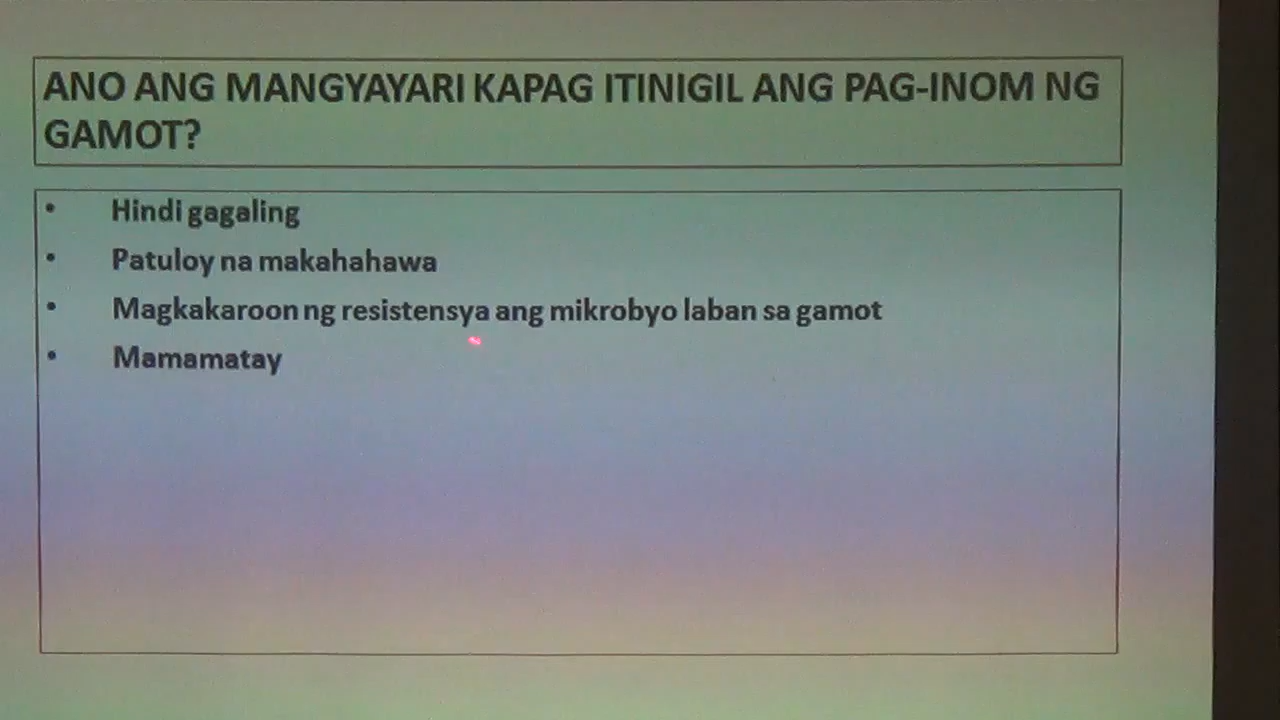 ANO ANG MANGYAYARI KAPAG ITINIGIL ANG PAG-INOM NG
GAMOT?
• Hindi gagaling
• Patuloy na makahahawa
• Magkakaroon ng resistensya ang mikrobyo laban sa gamot
• Mamamatay